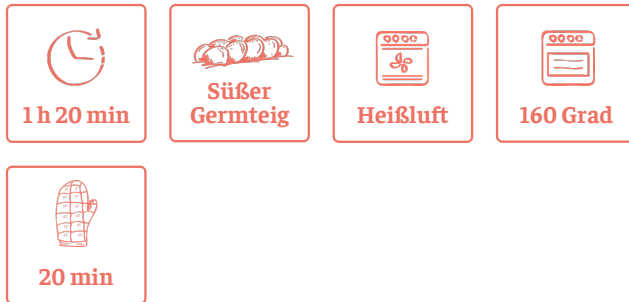 1 h 20 min
Süßer
Germteig
Heißluft
160 Grad
20 min